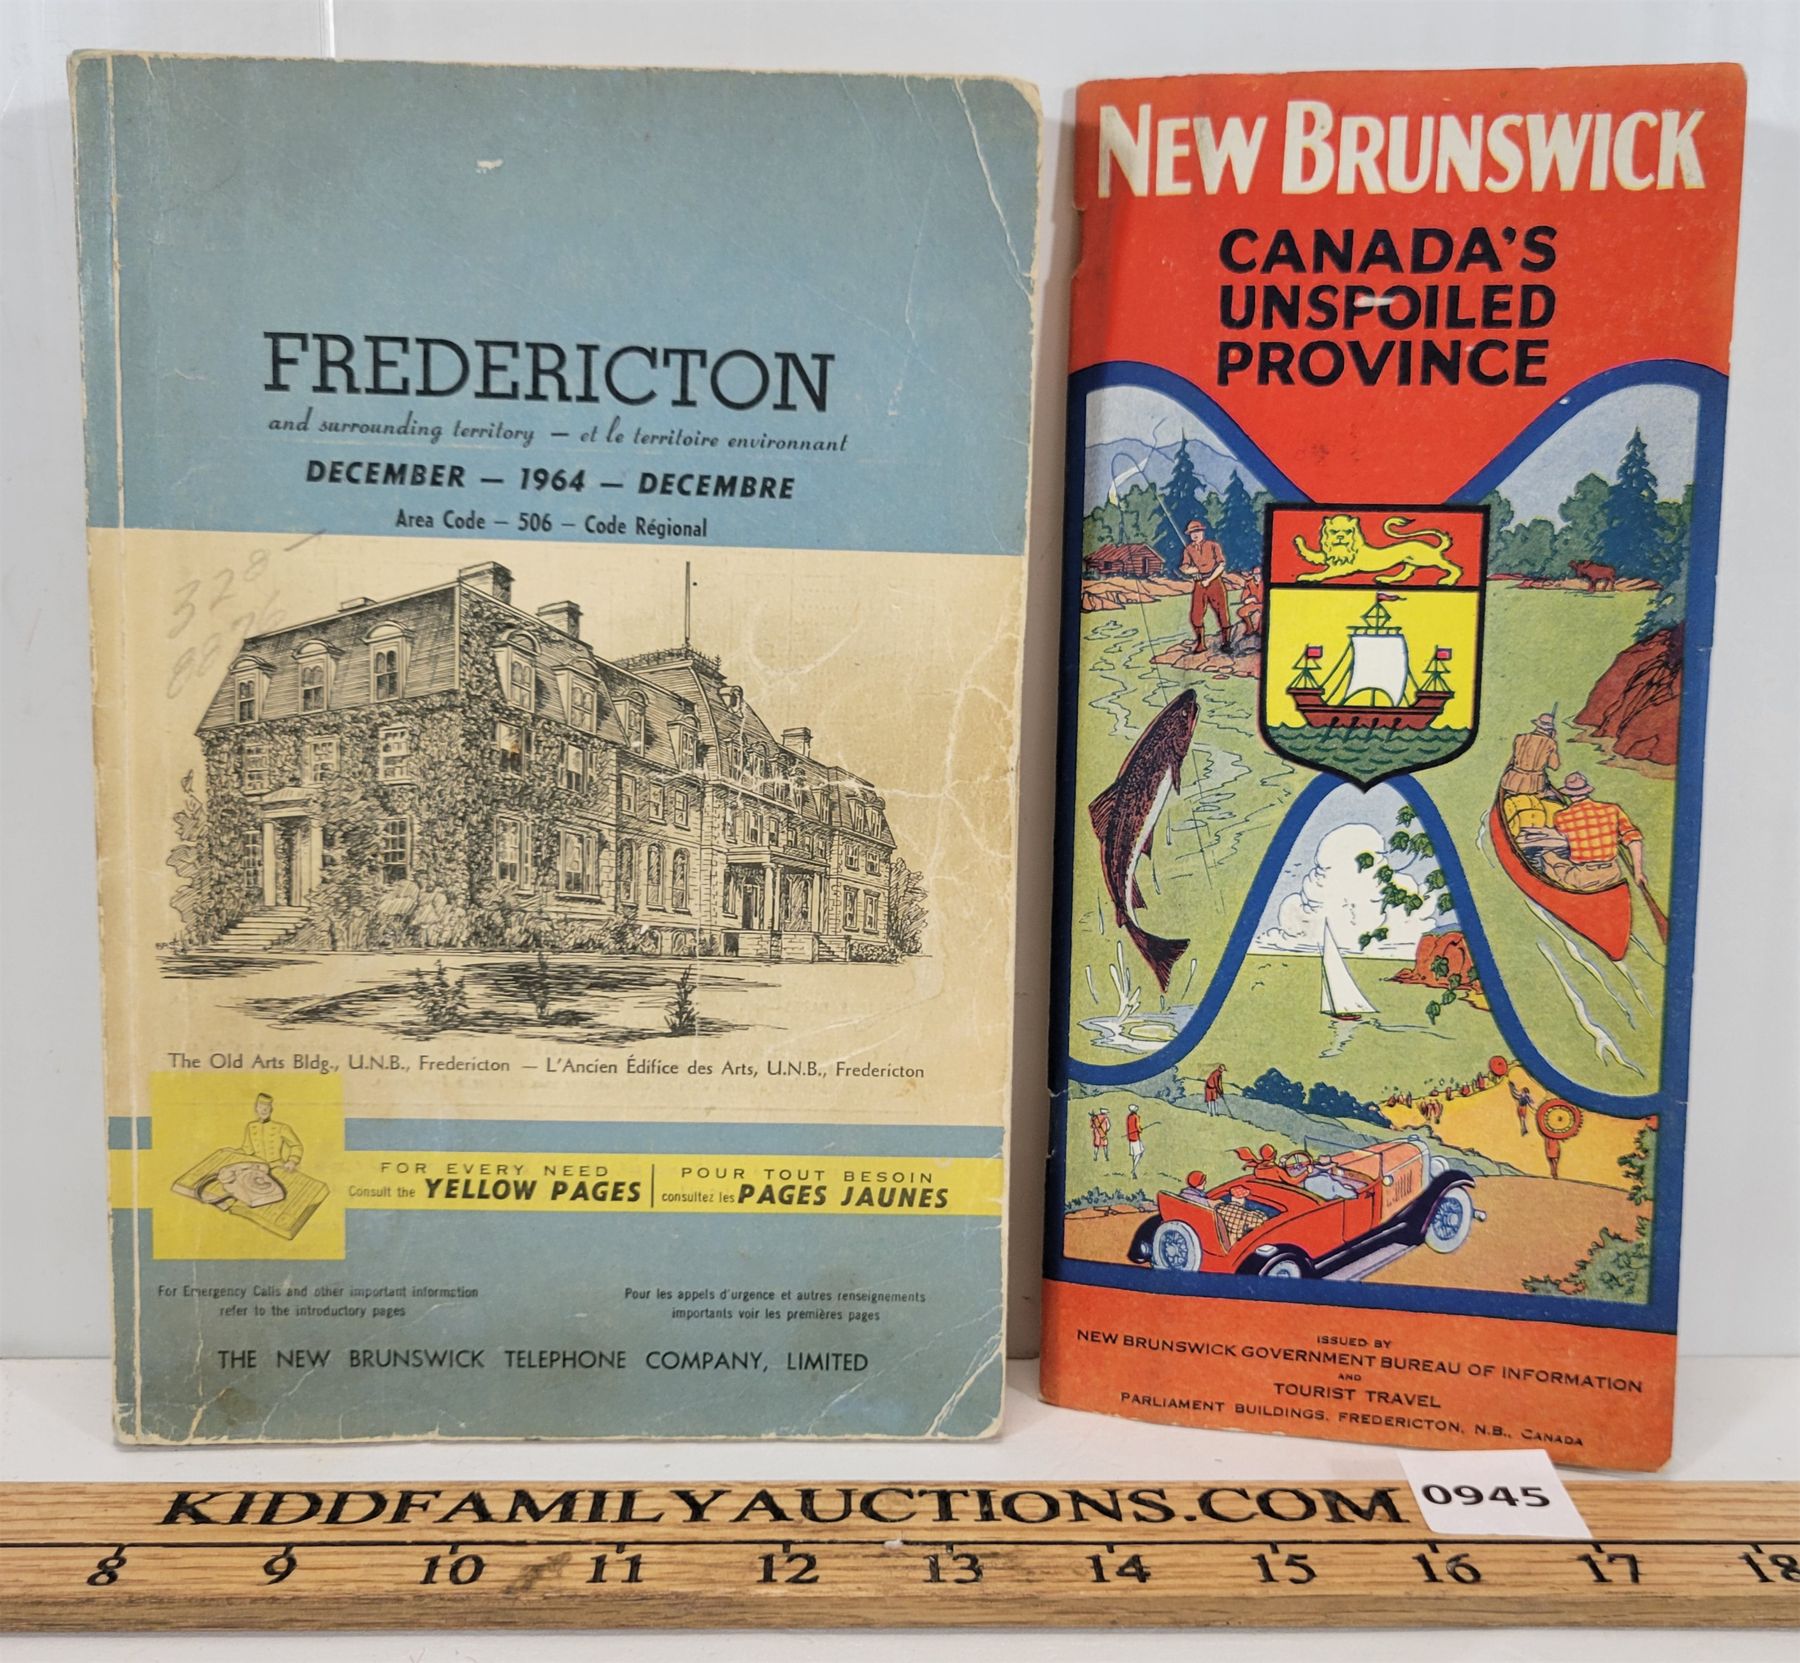 FREDERICTON
and surrounding territory — et le territoire environnant
DECEMBER — 1964 — DECEMBRE
Area Code — 506 — Code Régional
328-
The Old Arts Bldg., U.N.B., Fredericton — L'Ancien Édifice des Arts, U.N.B., Fredericton
FOR EVERY NEED
Consult the YELLOW PAGES
POUR TOUT BESOIN
consultez les PAGES JAUNES
For Emergency Calls and other important information
refer to the introductory pages
Pour les appels d'urgence et autres renseignements
importants voir les premières pages
THE NEW BRUNSWICK TELEPHONE COMPANY, LIMITED
NEW BRUNSWICK
CANADA'S
UNSPOILED
PROVINCE
ISSUED BY
NEW BRUNSWICK GOVERNMENT BUREAU OF INFORMATION
AND
TOURIST TRAVEL
PARLIAMENT BUILDINGS, FREDERICTON, N.B., CANADA
0945
KIDDFAMILYAUCTIONS.COM
8 9 10 11 12 13 14 15 16 17 18